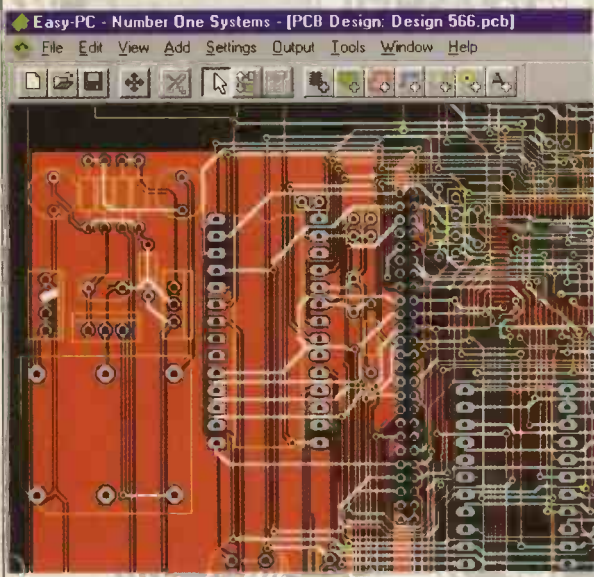 Easy-PC - Number One Systems - [PCB Design: Design 566.pcb]
File Edit View Add Settings Output Tools Window Help